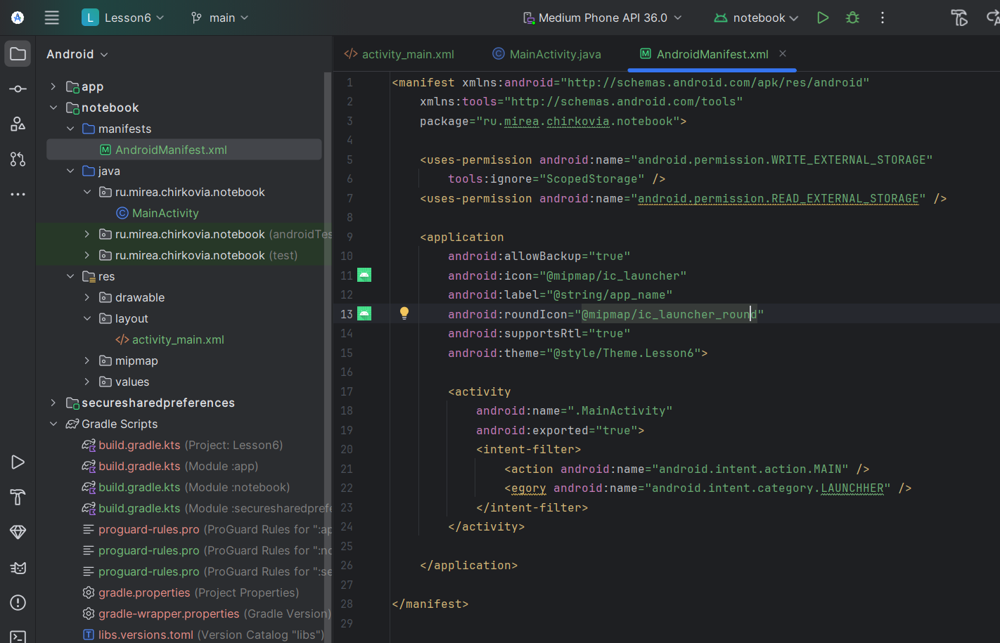 L Lesson6 main Medium Phone API 36.0 notebook
Android
activity_main.xml MainActivity.java AndroidManifest.xml
app
notebook
manifests
AndroidManifest.xml
java
ru.mirea.chirkovia.notebook
MainActivity
ru.mirea.chirkovia.notebook (androidTes
ru.mirea.chirkovia.notebook (test)
res
drawable
layout
activity_main.xml
mipmap
values
securesharedpreferences
Gradle Scripts
build.gradle.kts (Project: Lesson6)
build.gradle.kts (Module :app)
build.gradle.kts (Module :notebook)
build.gradle.kts (Module :securesharedprefe
proguard-rules.pro (ProGuard Rules for ":ap
proguard-rules.pro (ProGuard Rules for ":no
proguard-rules.pro (ProGuard Rules for ":se
gradle.properties (Project Properties)
gradle-wrapper.properties (Gradle Version)
libs.versions.toml (Version Catalog "libs")
1 <manifest xmlns:android="http://schemas.android.com/apk/res/android"
2 xmlns:tools="http://schemas.android.com/tools"
3 package="ru.mirea.chirkovia.notebook">
4
5 <uses-permission android:name="android.permission.WRITE_EXTERNAL_STORAGE"
6 tools:ignore="ScopedStorage" />
7 <uses-permission android:name="android.permission.READ_EXTERNAL_STORAGE" />
8
9 <application
10 android:allowBackup="true"
11 android:icon="@mipmap/ic_launcher"
12 android:label="@string/app_name"
13 android:roundIcon="@mipmap/ic_launcher_round"
14 android:supportsRtl="true"
15 android:theme="@style/Theme.Lesson6">
16
17 <activity
18 android:name=".MainActivity"
19 android:exported="true">
20 <intent-filter>
21 <action android:name="android.intent.action.MAIN" />
22 <egory android:name="android.intent.category.LAUNCHHER" />
23 </intent-filter>
24 </activity>
25
26 </application>
27
28 </manifest>
29